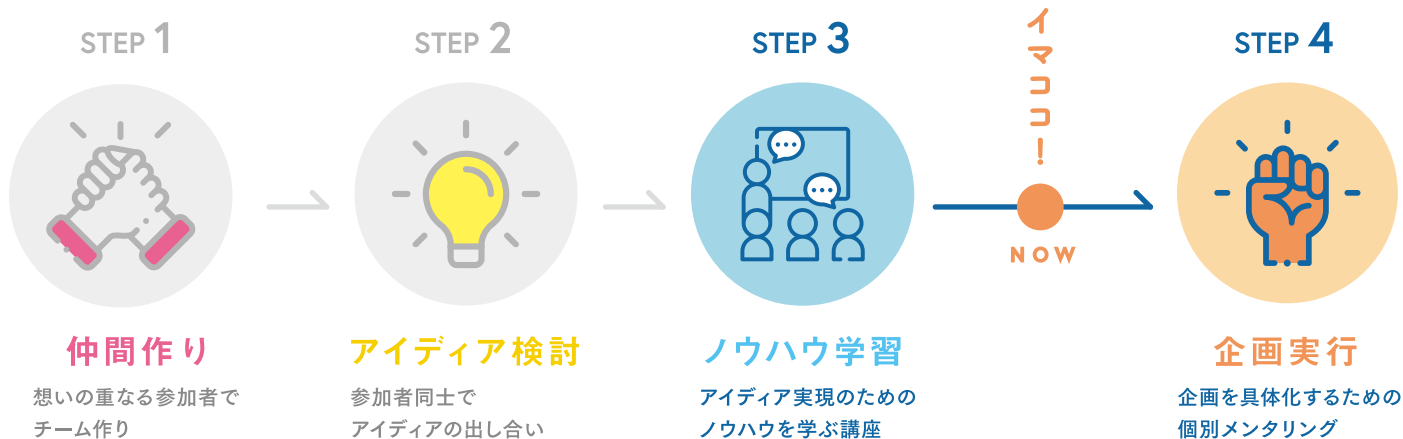 STEP 1
仲間作り
想いの重なる参加者で
チーム作り
STEP 2
アイディア検討
参加者同士で
アイディアの出し合い
STEP 3
ノウハウ学習
アイディア実現のための
ノウハウを学ぶ講座
イマココ!
NOW
STEP 4
企画実行
企画を具体化するための
個別メンタリング